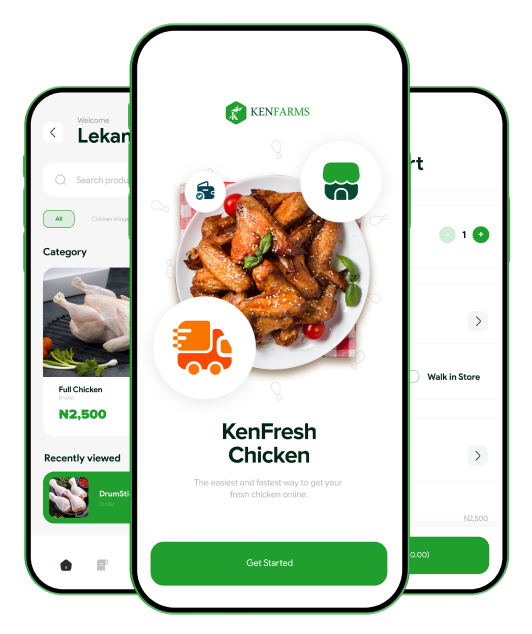 Welcome
Lekan
Search produ
All
Chicken Wings
Category
Full Chicken
Broiler
₦2,500
Recently viewed
DrumSti
Broiler
KENFARMS
KenFresh
Chicken
The easiest and fastest way to get your
fresh chicken online.
Get Started
rt
- 1 +
Walk in Store
₦2,500
0.00)